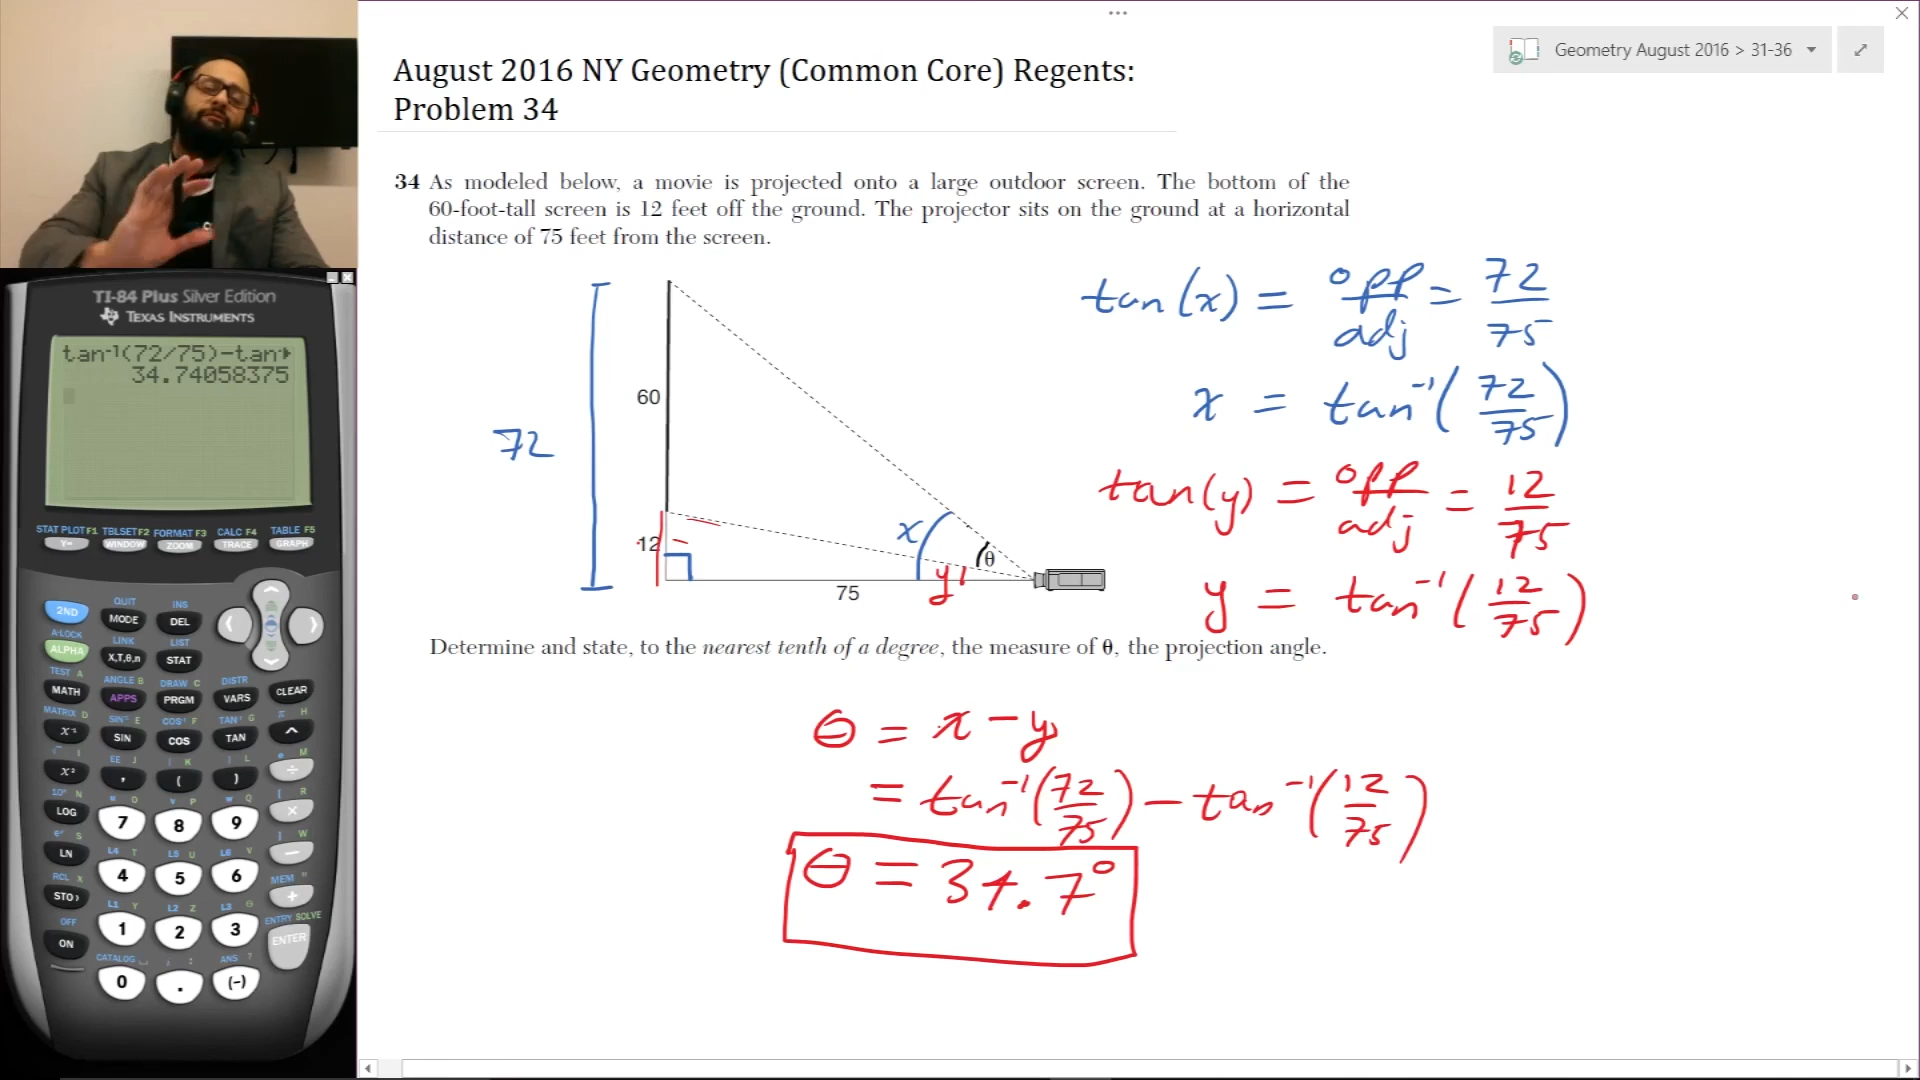 Geometry August 2016 > 31-36
August 2016 NY Geometry (Common Core) Regents:
Problem 34
34 As modeled below, a movie is projected onto a large outdoor screen. The bottom of the
60-foot-tall screen is 12 feet off the ground. The projector sits on the ground at a horizontal
distance of 75 feet from the screen.
60
72
12
75
x
y
θ
tan(x) = opp/adj = 72/75
x = tan⁻¹(72/75)
tan(y) = opp/adj = 12/75
y = tan⁻¹(12/75)
Determine and state, to the nearest tenth of a degree, the measure of θ, the projection angle.
θ = x - y
= tan⁻¹(72/75) - tan⁻¹(12/75)
θ = 34.7°
TI-84 Plus Silver Edition
TEXAS INSTRUMENTS
tan⁻¹(72/75)-tan
34.74058375
STAT PLOT F1 TBLSET F2 FORMAT F3 CALC F4 TABLE F5
Y= WINDOW ZOOM TRACE GRAPH
QUIT INS
2ND MODE DEL
A-LOCK LINK LIST
ALPHA X,T,θ,n STAT
TEST A ANGLE B DRAW C DISTR
MATH APPS PRGM VARS CLEAR
MATRIX D SIN⁻¹ E COS⁻¹ F TAN⁻¹ G π H
x⁻¹ SIN COS TAN ^
√ I EE J { K } L e M
x² , ( ) ÷
10ˣ N u O v P w Q [ R
LOG 7 8 9 ×
eˣ S L4 T L5 U L6 V ] W
LN 4 5 6 −
RCL X L1 Y L2 Z L3 θ MEM "
STO› 1 2 3 +
OFF CATALOG ⎵ i : ANS ? ENTRY SOLVE
ON 0 . (-) ENTER